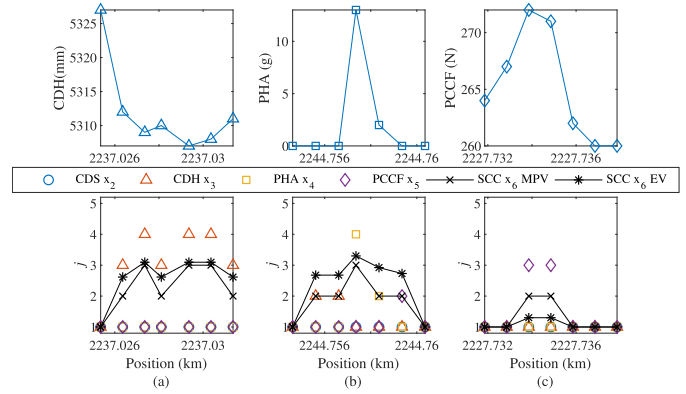 5325
5320
5315
5310
CDH(mm)
2237.026
2237.03
10
5
0
PHA (g)
2244.756
2244.76
270
260
PCCF (N)
2227.732
2227.736
CDS x2
CDH x3
PHA x4
PCCF x5
SCC x6 MPV
SCC x6 EV
5
4
3
2
1
j
2237.026
2237.03
Position (km)
(a)
5
4
3
2
1
j
2244.756
2244.76
Position (km)
(b)
5
4
3
2
1
j
2227.732
2227.736
Position (km)
(c)